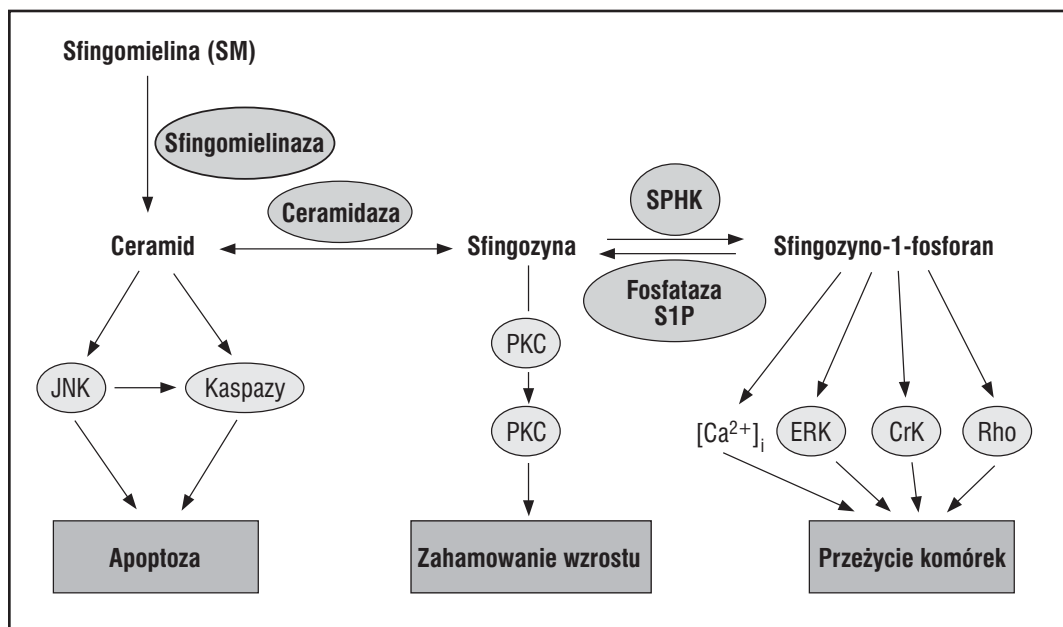 Sfingomielina (SM)
Sfingomielinaza
Ceramidaza
SPHK
Ceramid
Sfingozyna
Sfingozyno-1-fosforan
Fosfataza
S1P
PKC
JNK
Kaspazy
PKC
[Ca²⁺]ᵢ
ERK
CrK
Rho
Apoptoza
Zahamowanie wzrostu
Przeżycie komórek